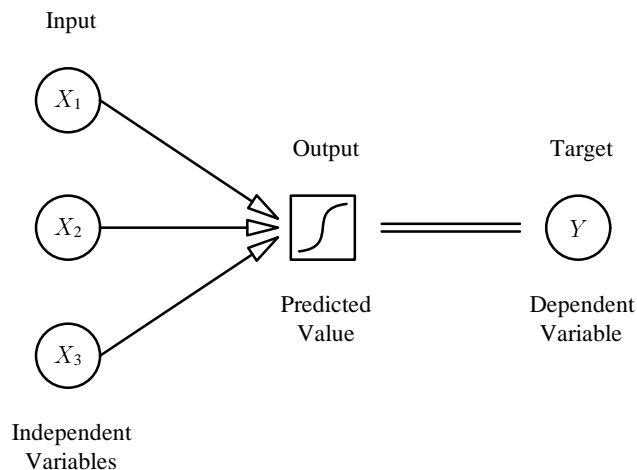 Input
X1
Output
Target
X2
Y
Predicted
Value
Dependent
Variable
X3
Independent
Variables